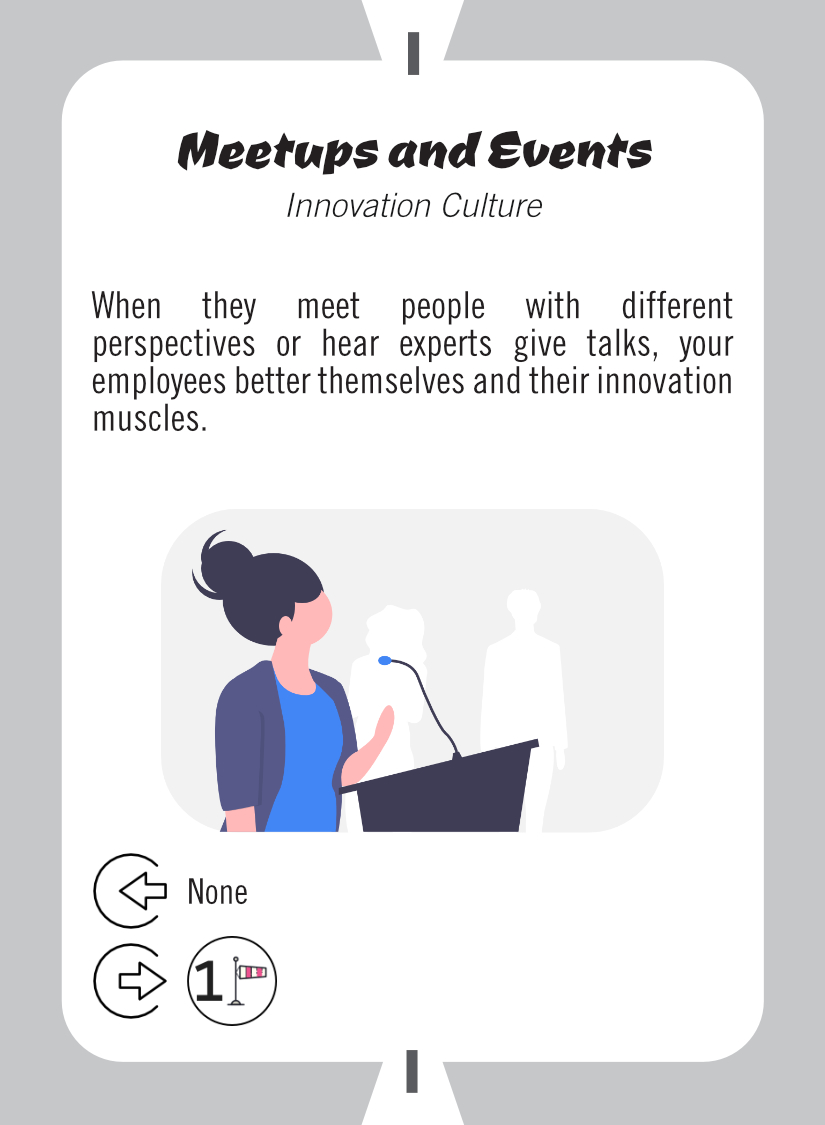 I
Meetups and Events
Innovation Culture
When they meet people with different
perspectives or hear experts give talks, your
employees better themselves and their innovation
muscles.
None
1
I